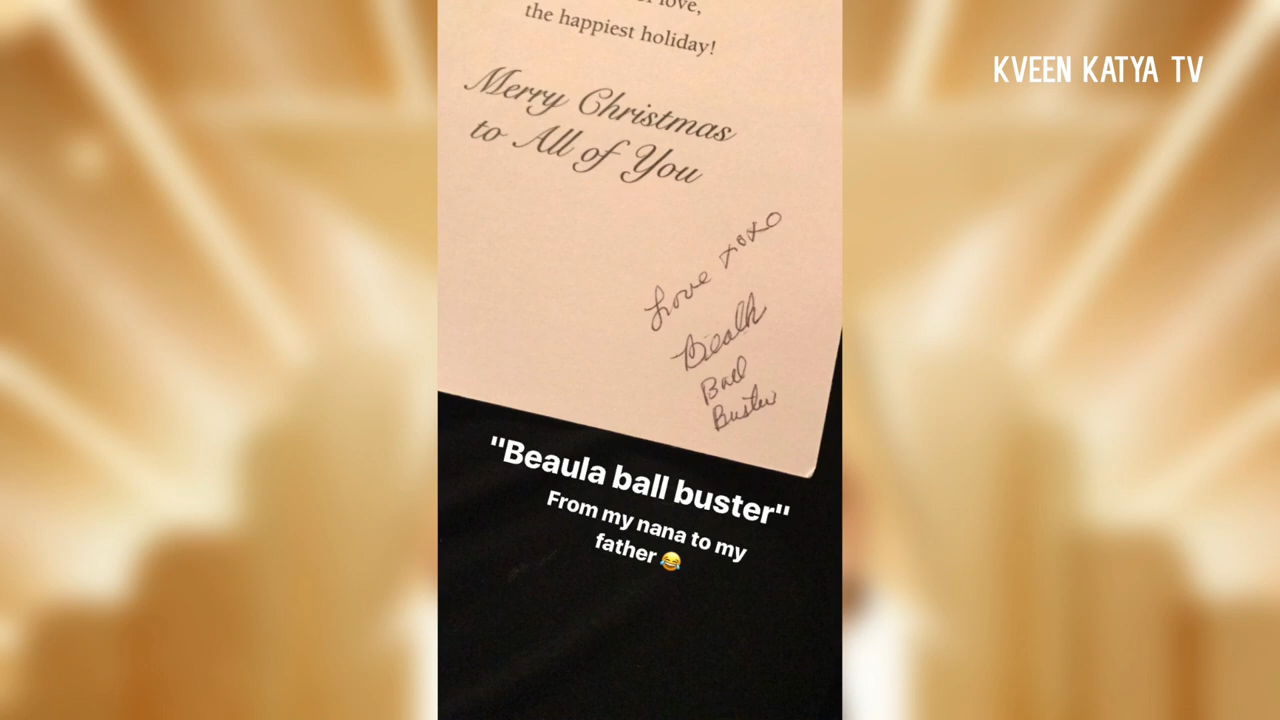 KVEEN KATYA TV
love,
the happiest holiday!
Merry Christmas
to All of You
Love xoxo
Ball
Buster
"Beaula ball buster"
From my nana to my
father 😂